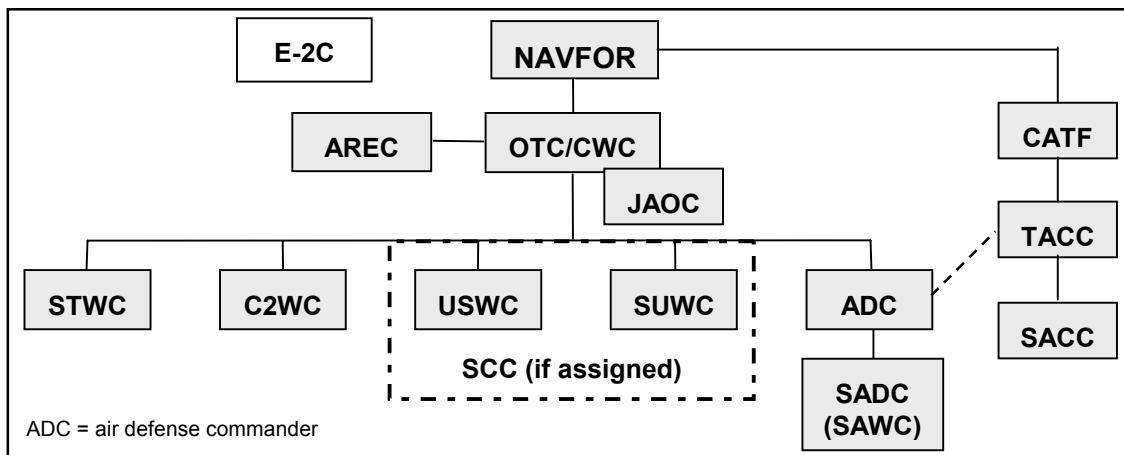 E-2C
NAVFOR
AREC
OTC/CWC
CATF
JAOC
TACC
STWC
C2WC
USWC
SUWC
ADC
SACC
SCC (if assigned)
SADC
(SAWC)
ADC = air defense commander